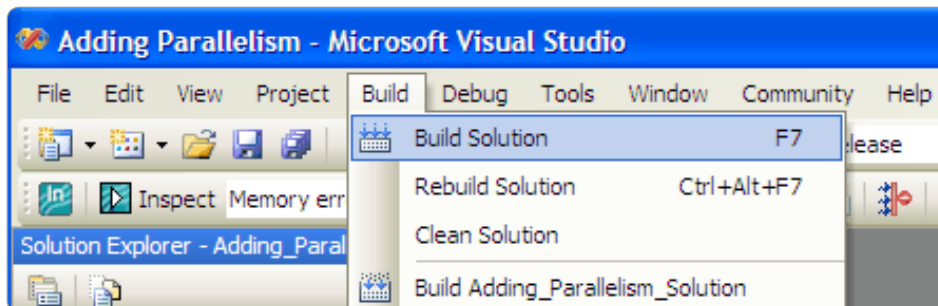 Adding Parallelism - Microsoft Visual Studio
File Edit View Project Build Debug Tools Window Community Help
Build Solution F7
elease
Rebuild Solution Ctrl+Alt+F7
In Inspect Memory err
Clean Solution
Solution Explorer - Adding_Paral
Build Adding_Parallelism_Solution